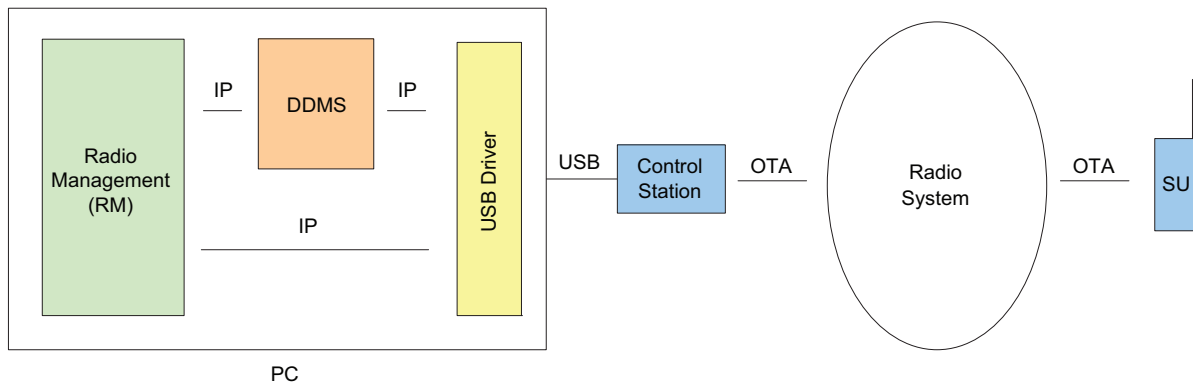 Radio
Management
(RM)
IP
DDMS
IP
IP
USB Driver
USB
Control
Station
OTA
Radio
System
OTA
SU
PC